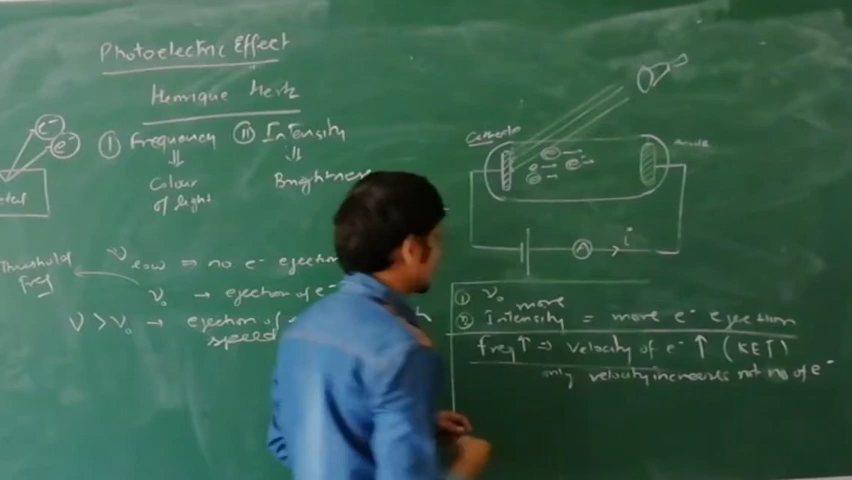 Photoelectric Effect
Henrique Hertz
e-
e-
I Frequency II Intensity
⇓ ⇓
Colour of light
Brightness
Cathode
Anode
e-
e-
e-
A
i
Threshold freq
ν low ⇒ no e- ejection
ν₀ → ejection of e-
ν > ν₀ → ejection of
speed
① ν₀
② more Intensity = more e- ejection
freq↑ ⇒ velocity of e- ↑ (KE↑)
only velocity increases not no of e-